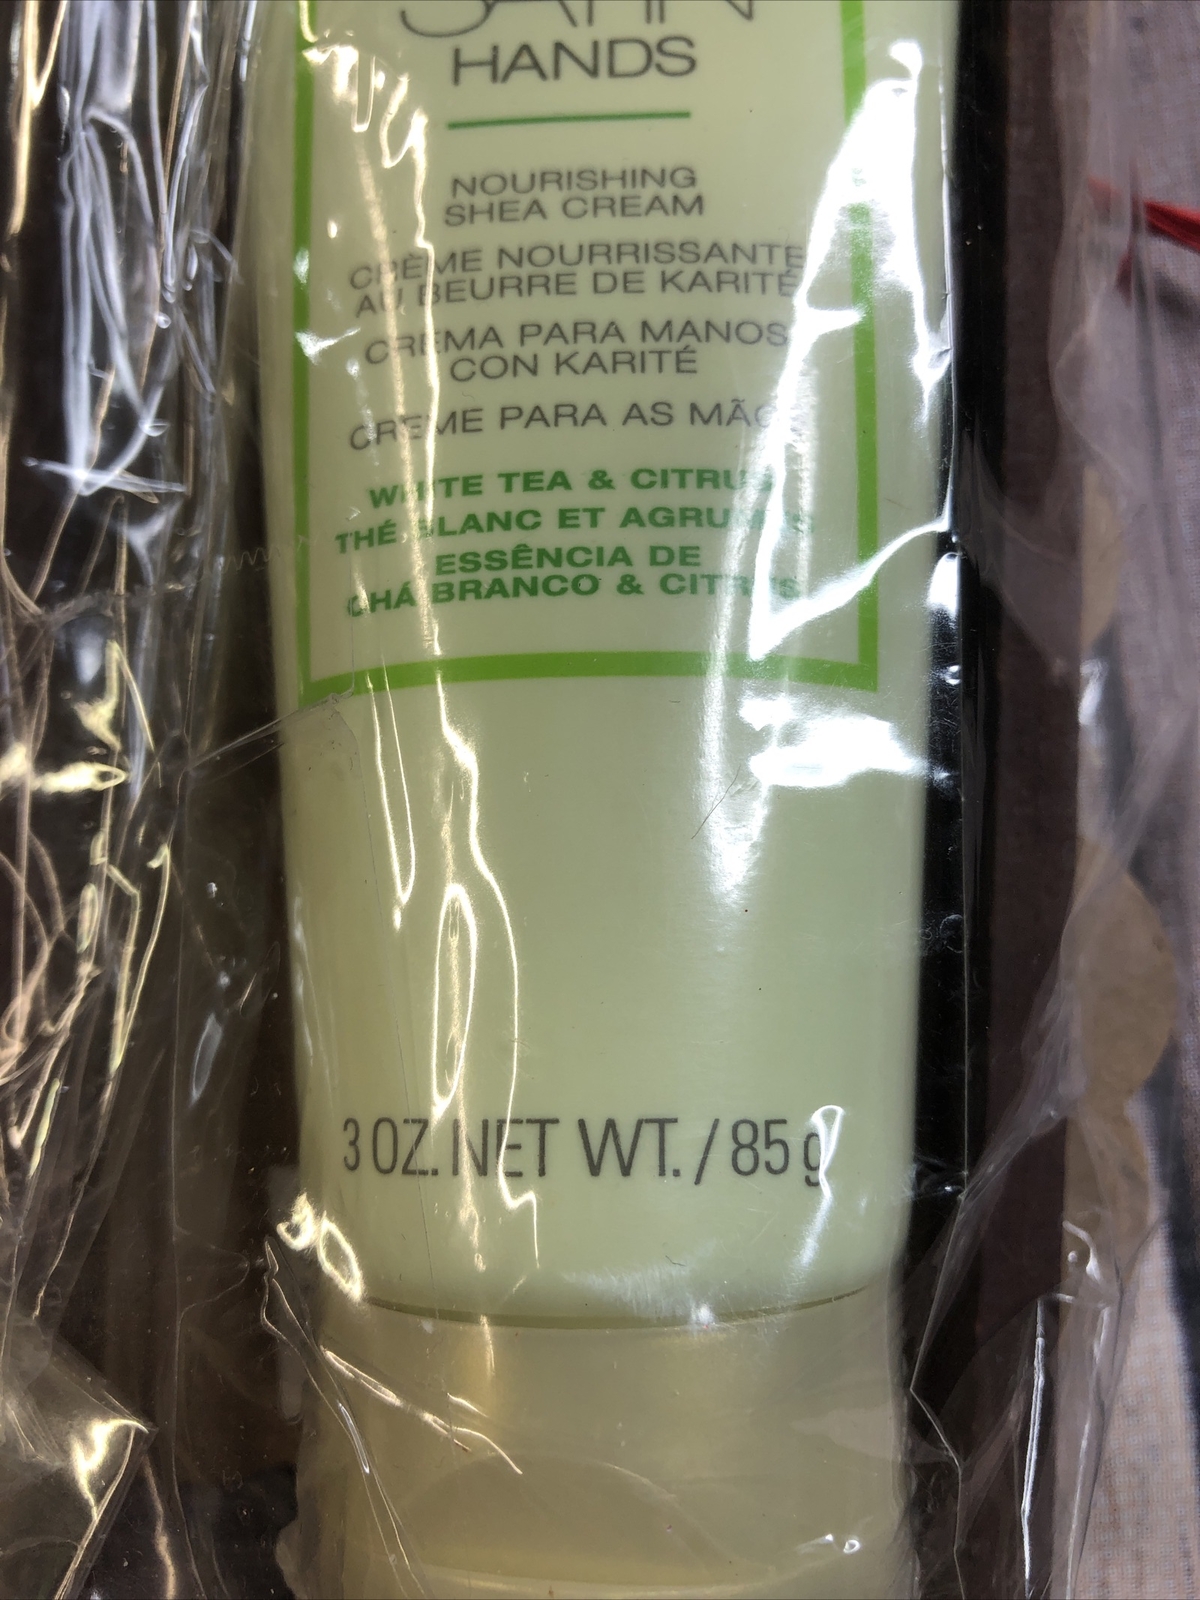 SATIN
HANDS
NOURISHING
SHEA CREAM
CRÈME NOURRISSANTE
AU BEURRE DE KARITÉ
CREMA PARA MANOS
CON KARITÉ
CREME PARA AS MÃOS
WHITE TEA & CITRUS
THÉ BLANC ET AGRUMES
ESSÊNCIA DE
CHÁ BRANCO & CITRUS
3 OZ. NET WT. / 85 g